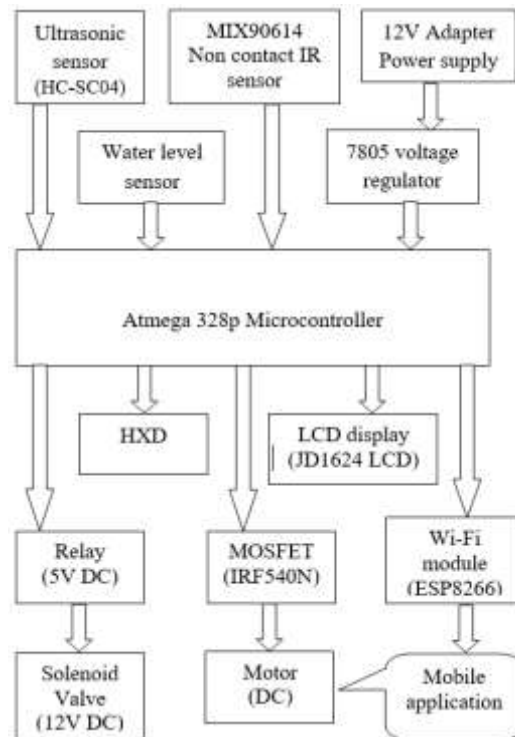 Ultrasonic
sensor
(HC-SC04)
MIX90614
Non contact IR
sensor
12V Adapter
Power supply
Water level
sensor
7805 voltage
regulator
Atmega 328p Microcontroller
HXD
LCD display
(JD1624 LCD)
Relay
(5V DC)
MOSFET
(IRF540N)
Wi-Fi
module
(ESP8266)
Solenoid
Valve
(12V DC)
Motor
(DC)
Mobile
application